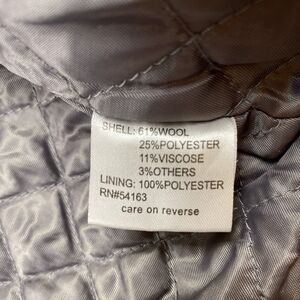 SHELL: 61%WOOL
25%POLYESTER
11%VISCOSE
3%OTHERS
LINING: 100%POLYESTER
RN#54163
care on reverse